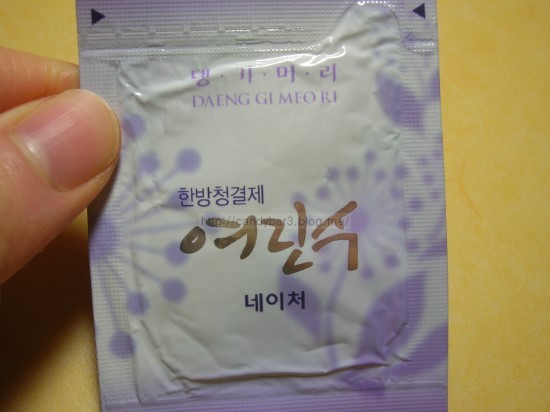 댕·기·머·리
DAENG GI MEO RI
한방청결제
http://candybar3.blog.me/
여민수
네이처